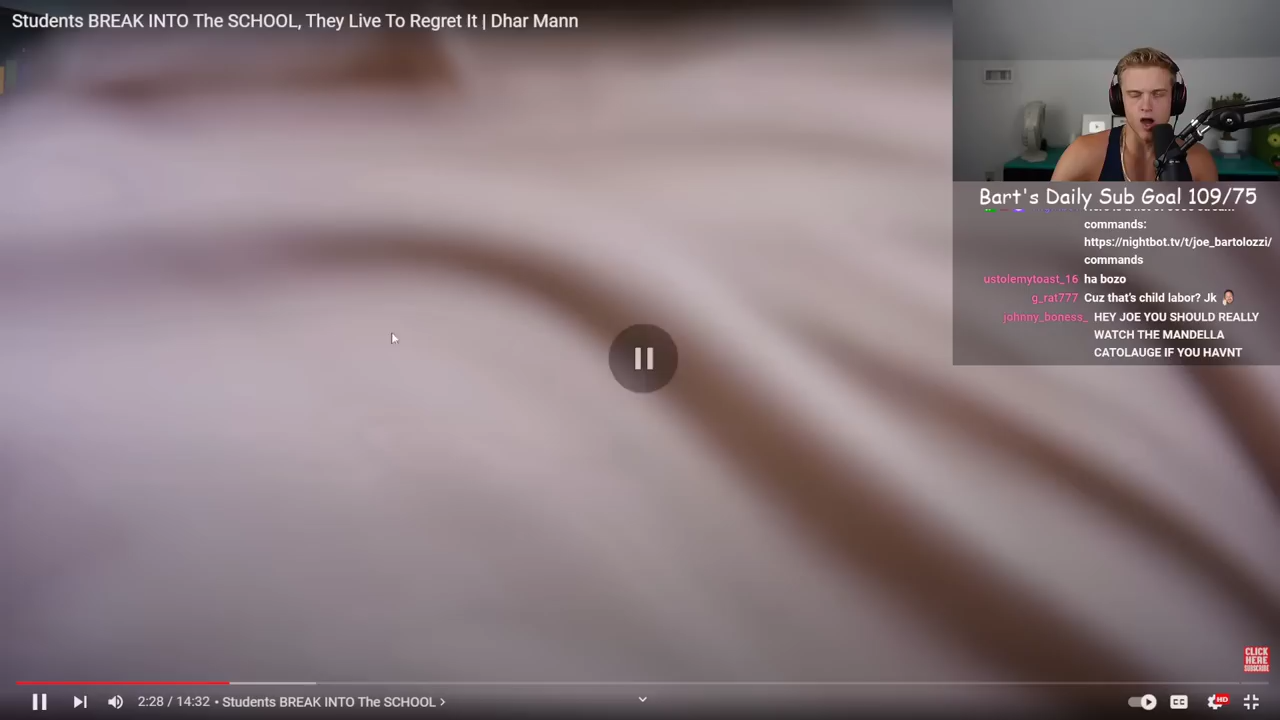 Students BREAK INTO The SCHOOL, They Live To Regret It | Dhar Mann
Bart's Daily Sub Goal 109/75
commands:
https://nightbot.tv/t/joe_bartolozzi/
commands
ustolemytoast_16 ha bozo
g_rat777 Cuz that's child labor? Jk
johnny_boness_ HEY JOE YOU SHOULD REALLY
WATCH THE MANDELLA
CATOLAUGE IF YOU HAVNT
CLICK
HERE
SUBSCRIBE
2:28 / 14:32 • Students BREAK INTO The SCHOOL
CC
HD